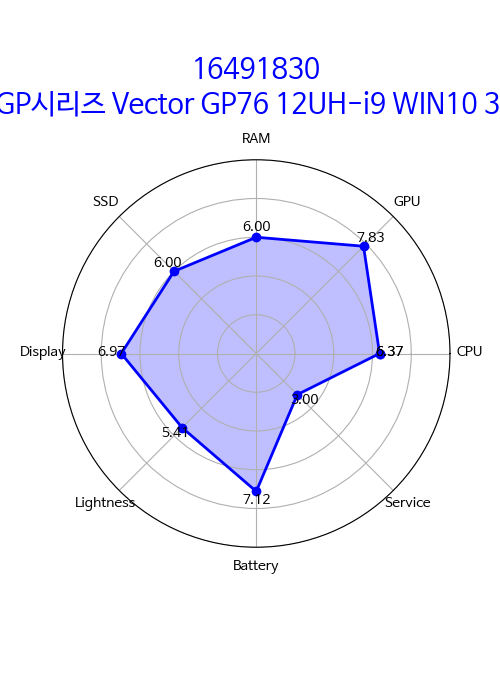 16491830
GP시리즈 Vector GP76 12UH-i9 WIN10 3
RAM
SSD
GPU
6.00
7.83
6.00
Display
6.97
6.37
CPU
3.00
5.41
7.12
Lightness
Service
Battery